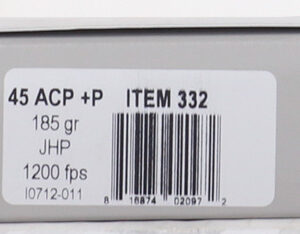 45 ACP +P ITEM 332
185 gr
JHP
1200 fps
I0712-011
8 16874 02097 2